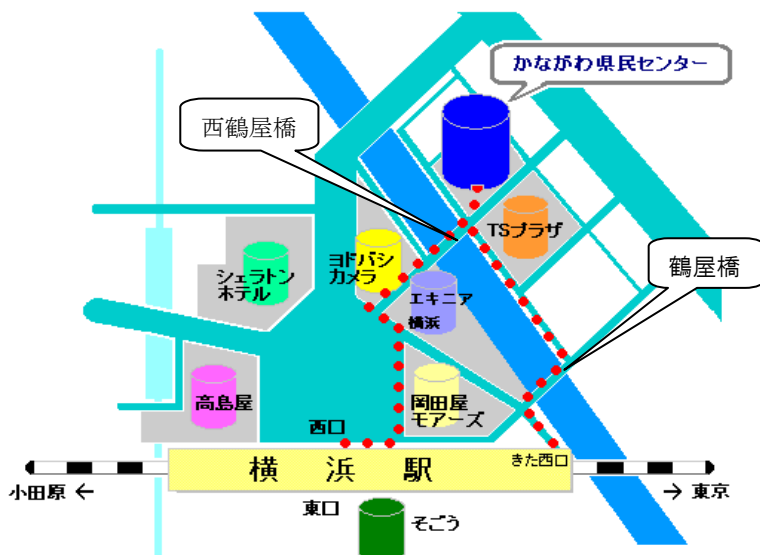 かながわ県民センター
西鶴屋橋
TSプラザ
ヨドバシ
カメラ
鶴屋橋
シェラトン
ホテル
エキニア
横浜
高島屋
岡田屋
モアーズ
西口
きた西口
横 浜 駅
小田原 ←
→ 東京
東口
そごう